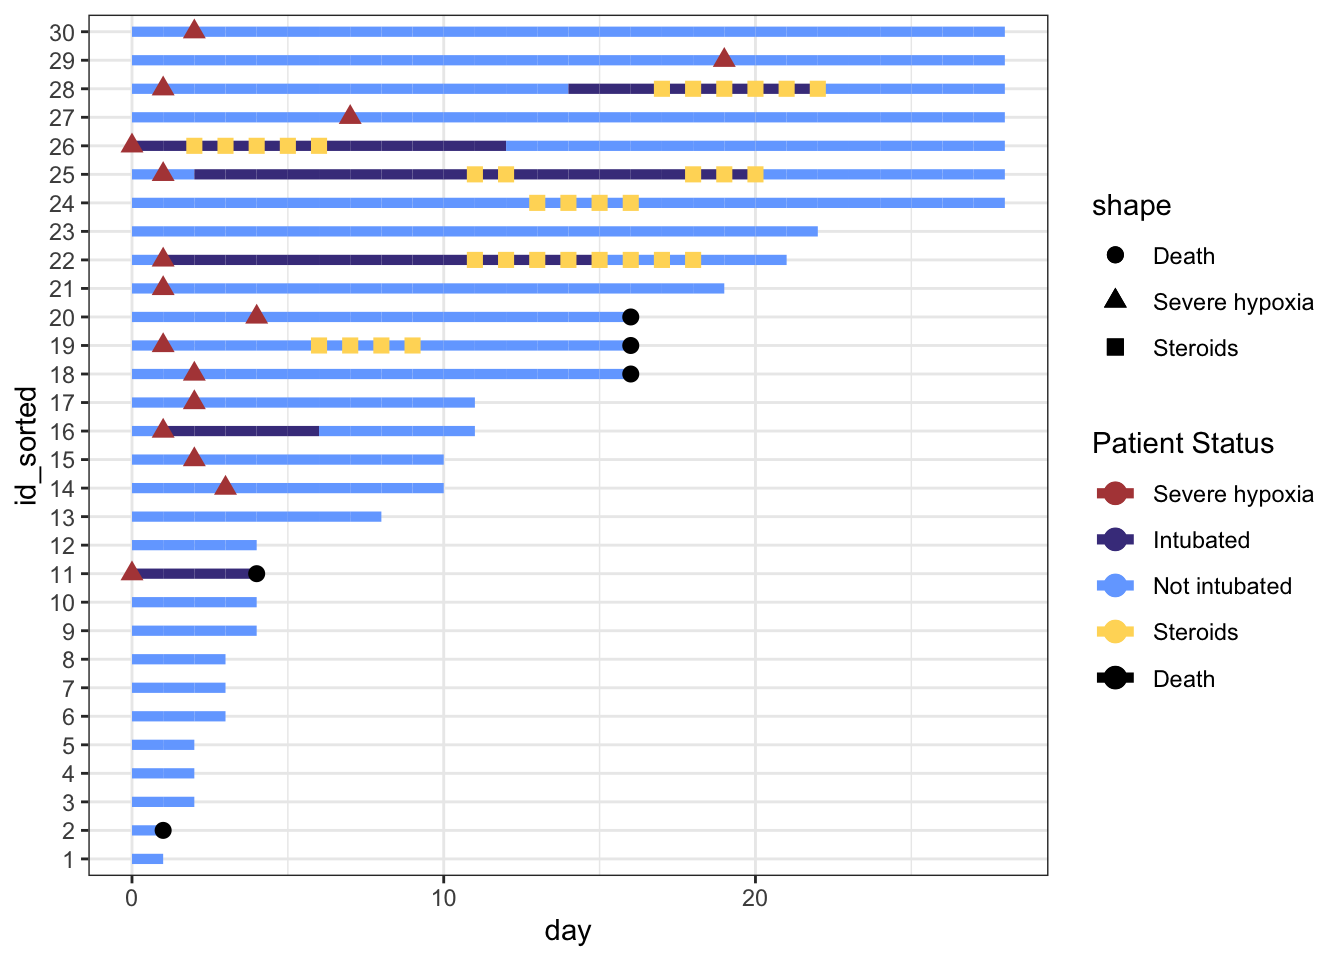 30
29
28
27
26
25
24
23
22
21
20
19
18
17
16
15
14
13
12
11
10
9
8
7
6
5
4
3
2
1
id_sorted
0 10 20
day
shape
Death
Severe hypoxia
Steroids
Patient Status
Severe hypoxia
Intubated
Not intubated
Steroids
Death